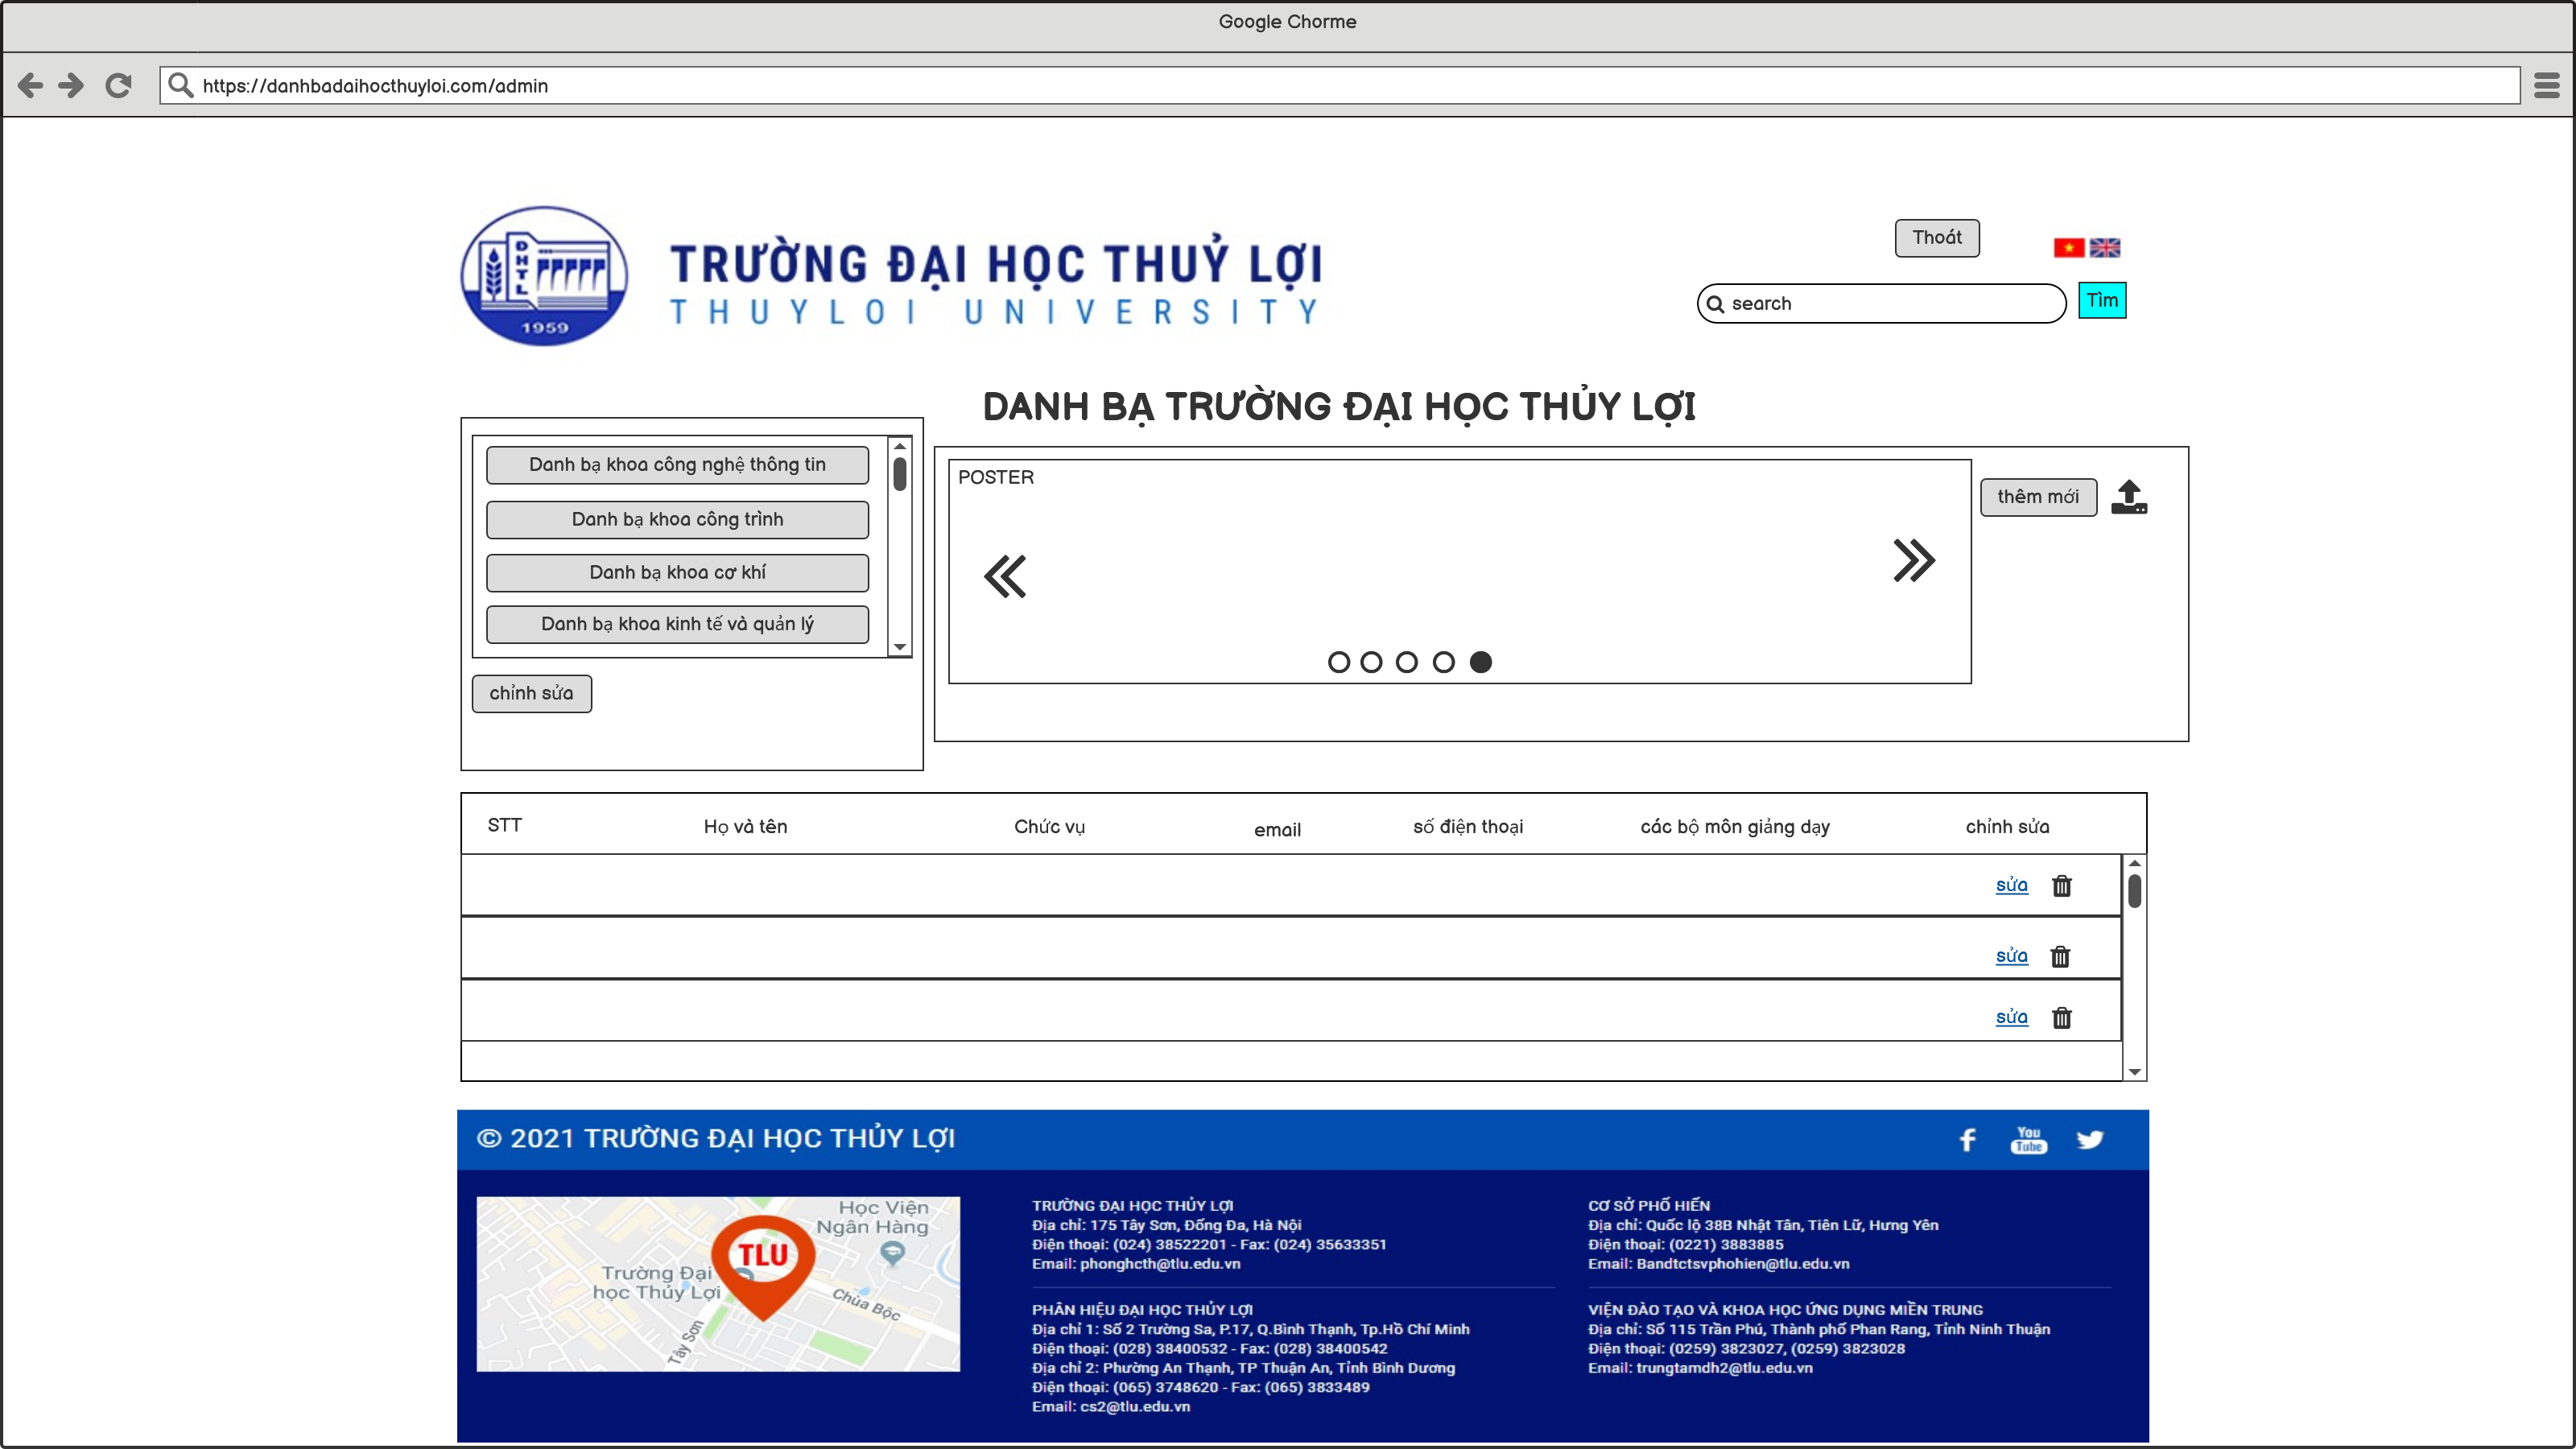 Google Chorme
https://danhbadaihocthuyloi.com/admin
ĐHTL
1959
TRƯỜNG ĐẠI HỌC THUỶ LỢI
THUYLOI UNIVERSITY
Thoát
search
Tìm
DANH BẠ TRƯỜNG ĐẠI HỌC THỦY LỢI
Danh bạ khoa công nghệ thông tin
Danh bạ khoa công trình
Danh bạ khoa cơ khí
Danh bạ khoa kinh tế và quản lý
chỉnh sửa
POSTER
thêm mới
STT Họ và tên Chức vụ email số điện thoại các bộ môn giảng dạy chỉnh sửa
sửa
sửa
sửa
© 2021 TRƯỜNG ĐẠI HỌC THỦY LỢI
You
Tube
Học Viện
Ngân Hàng
TLU
Trường Đại
học Thủy Lợi
Chùa Bộc
Tây Sơn
TRƯỜNG ĐẠI HỌC THỦY LỢI
Địa chỉ: 175 Tây Sơn, Đống Đa, Hà Nội
Điện thoại: (024) 38522201 - Fax: (024) 35633351
Email: phonghcth@tlu.edu.vn
PHÂN HIỆU ĐẠI HỌC THỦY LỢI
Địa chỉ 1: Số 2 Trường Sa, P.17, Q.Bình Thạnh, Tp.Hồ Chí Minh
Điện thoại: (028) 38400532 - Fax: (028) 38400542
Địa chỉ 2: Phường An Thạnh, TP Thuận An, Tỉnh Bình Dương
Điện thoại: (065) 3748620 - Fax: (065) 3833489
Email: cs2@tlu.edu.vn
CƠ SỞ PHỐ HIẾN
Địa chỉ: Quốc lộ 38B Nhật Tân, Tiên Lữ, Hưng Yên
Điện thoại: (0221) 3883885
Email: Bandtctsvphohien@tlu.edu.vn
VIỆN ĐÀO TẠO VÀ KHOA HỌC ỨNG DỤNG MIỀN TRUNG
Địa chỉ: Số 115 Trần Phú, Thành phố Phan Rang, Tỉnh Ninh Thuận
Điện thoại: (0259) 3823027, (0259) 3823028
Email: trungtamdh2@tlu.edu.vn